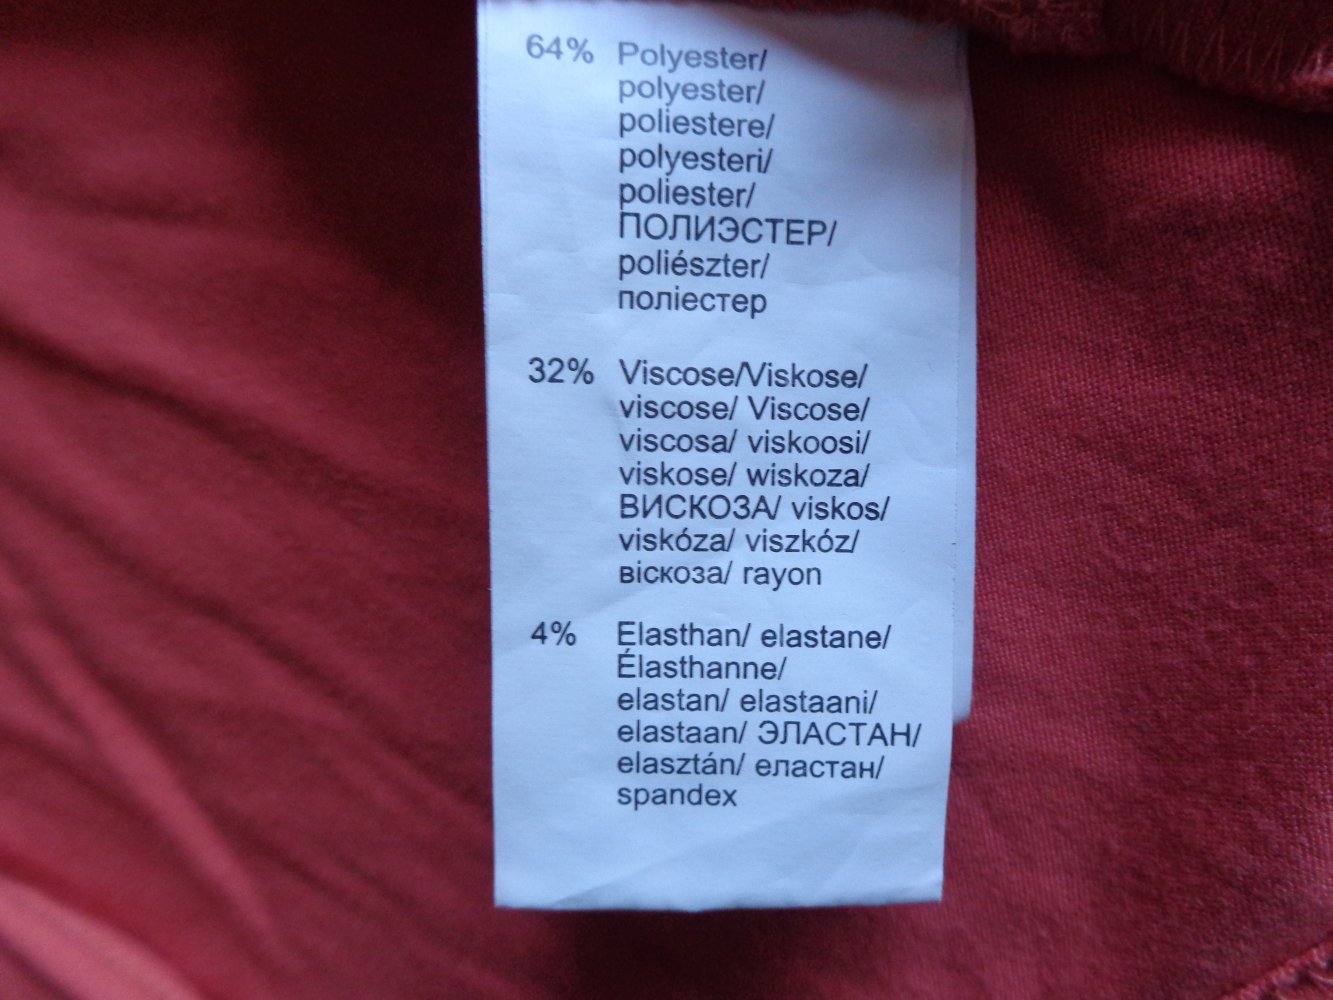 64% Polyester/
polyester/
poliestere/
polyesteri/
poliester/
ПОЛИЭСТЕР/
poliészter/
поліестер
32% Viscose/Viskose/
viscose/ Viscose/
viscosa/ viskoosi/
viskose/ wiskoza/
ВИСКОЗА/ viskos/
viskóza/ viszkóz/
віскоза/ rayon
4% Elasthan/ elastane/
Élasthanne/
elastan/ elastaani/
elastaan/ ЭЛАСТАН/
elasztán/ еластан/
spandex